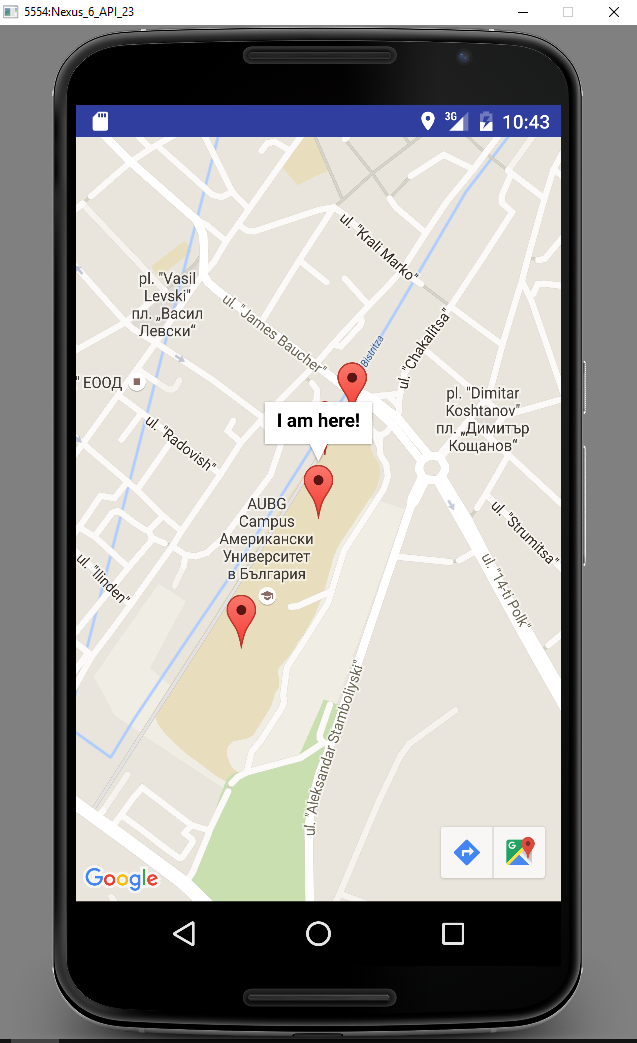 5554:Nexus_6_API_23
3G
10:43
ul. "Krali Marko"
pl. "Vasil
Levski"
пл. „Васил
Левски“
ul. "James Baucher"
Bistritza
ul. "Chakalitsa"
" ЕООД
pl. "Dimitar
Koshtanov"
пл. „Димитър
Кощанов“
I am here!
ul. "Radovish"
AUBG
Campus
Американски
Университет
в България
ul. "Strumitsa"
ul. "Ilinden"
ul. "14-ti Polk"
ul. "Aleksandar Stamboliyski"
G
Google